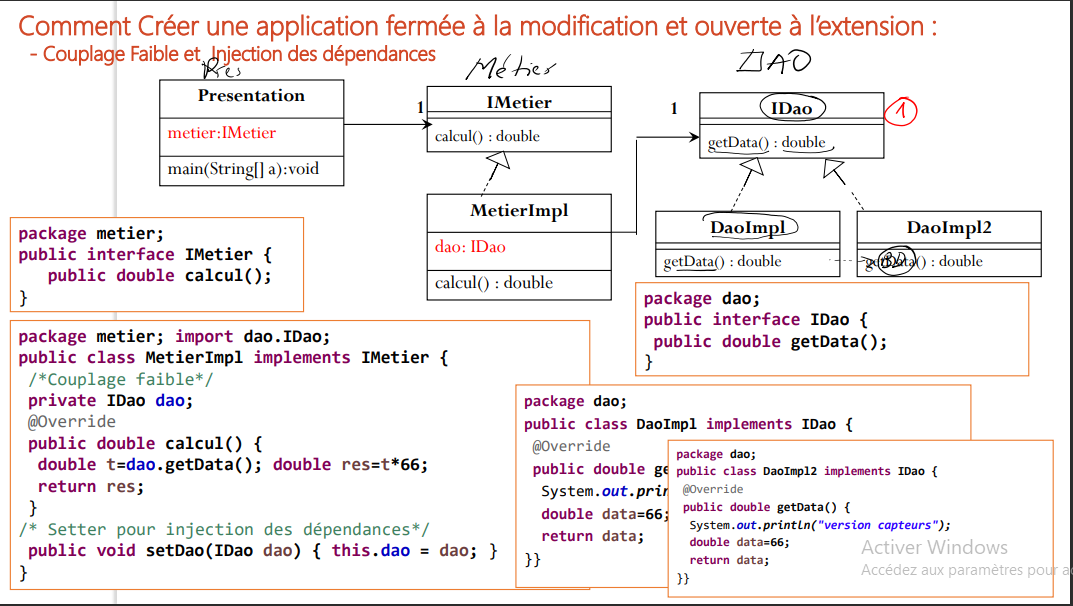 Comment Créer une application fermée à la modification et ouverte à l’extension :
- Couplage Faible et Injection des dépendances
Pres
Métier
DAO
Presentation
metier:IMetier
main(String[] a):void
1
IMetier
calcul() : double
1
IDao
getData() : double
1
MetierImpl
dao: IDao
calcul() : double
DaoImpl
getData() : double
DaoImpl2
getData() : double
BD
package metier;
public interface IMetier {
public double calcul();
}
package metier; import dao.IDao;
public class MetierImpl implements IMetier {
/*Couplage faible*/
private IDao dao;
@Override
public double calcul() {
double t=dao.getData(); double res=t*66;
return res;
}
/* Setter pour injection des dépendances*/
public void setDao(IDao dao) { this.dao = dao; }
}
package dao;
public interface IDao {
public double getData();
}
package dao;
public class DaoImpl implements IDao {
@Override
public double ge
System.out.prin
double data=66;
return data;
}}
package dao;
public class DaoImpl2 implements IDao {
@Override
public double getData() {
System.out.println("version capteurs");
double data=66;
return data;
}}
Activer Windows
Accédez aux paramètres pour ac